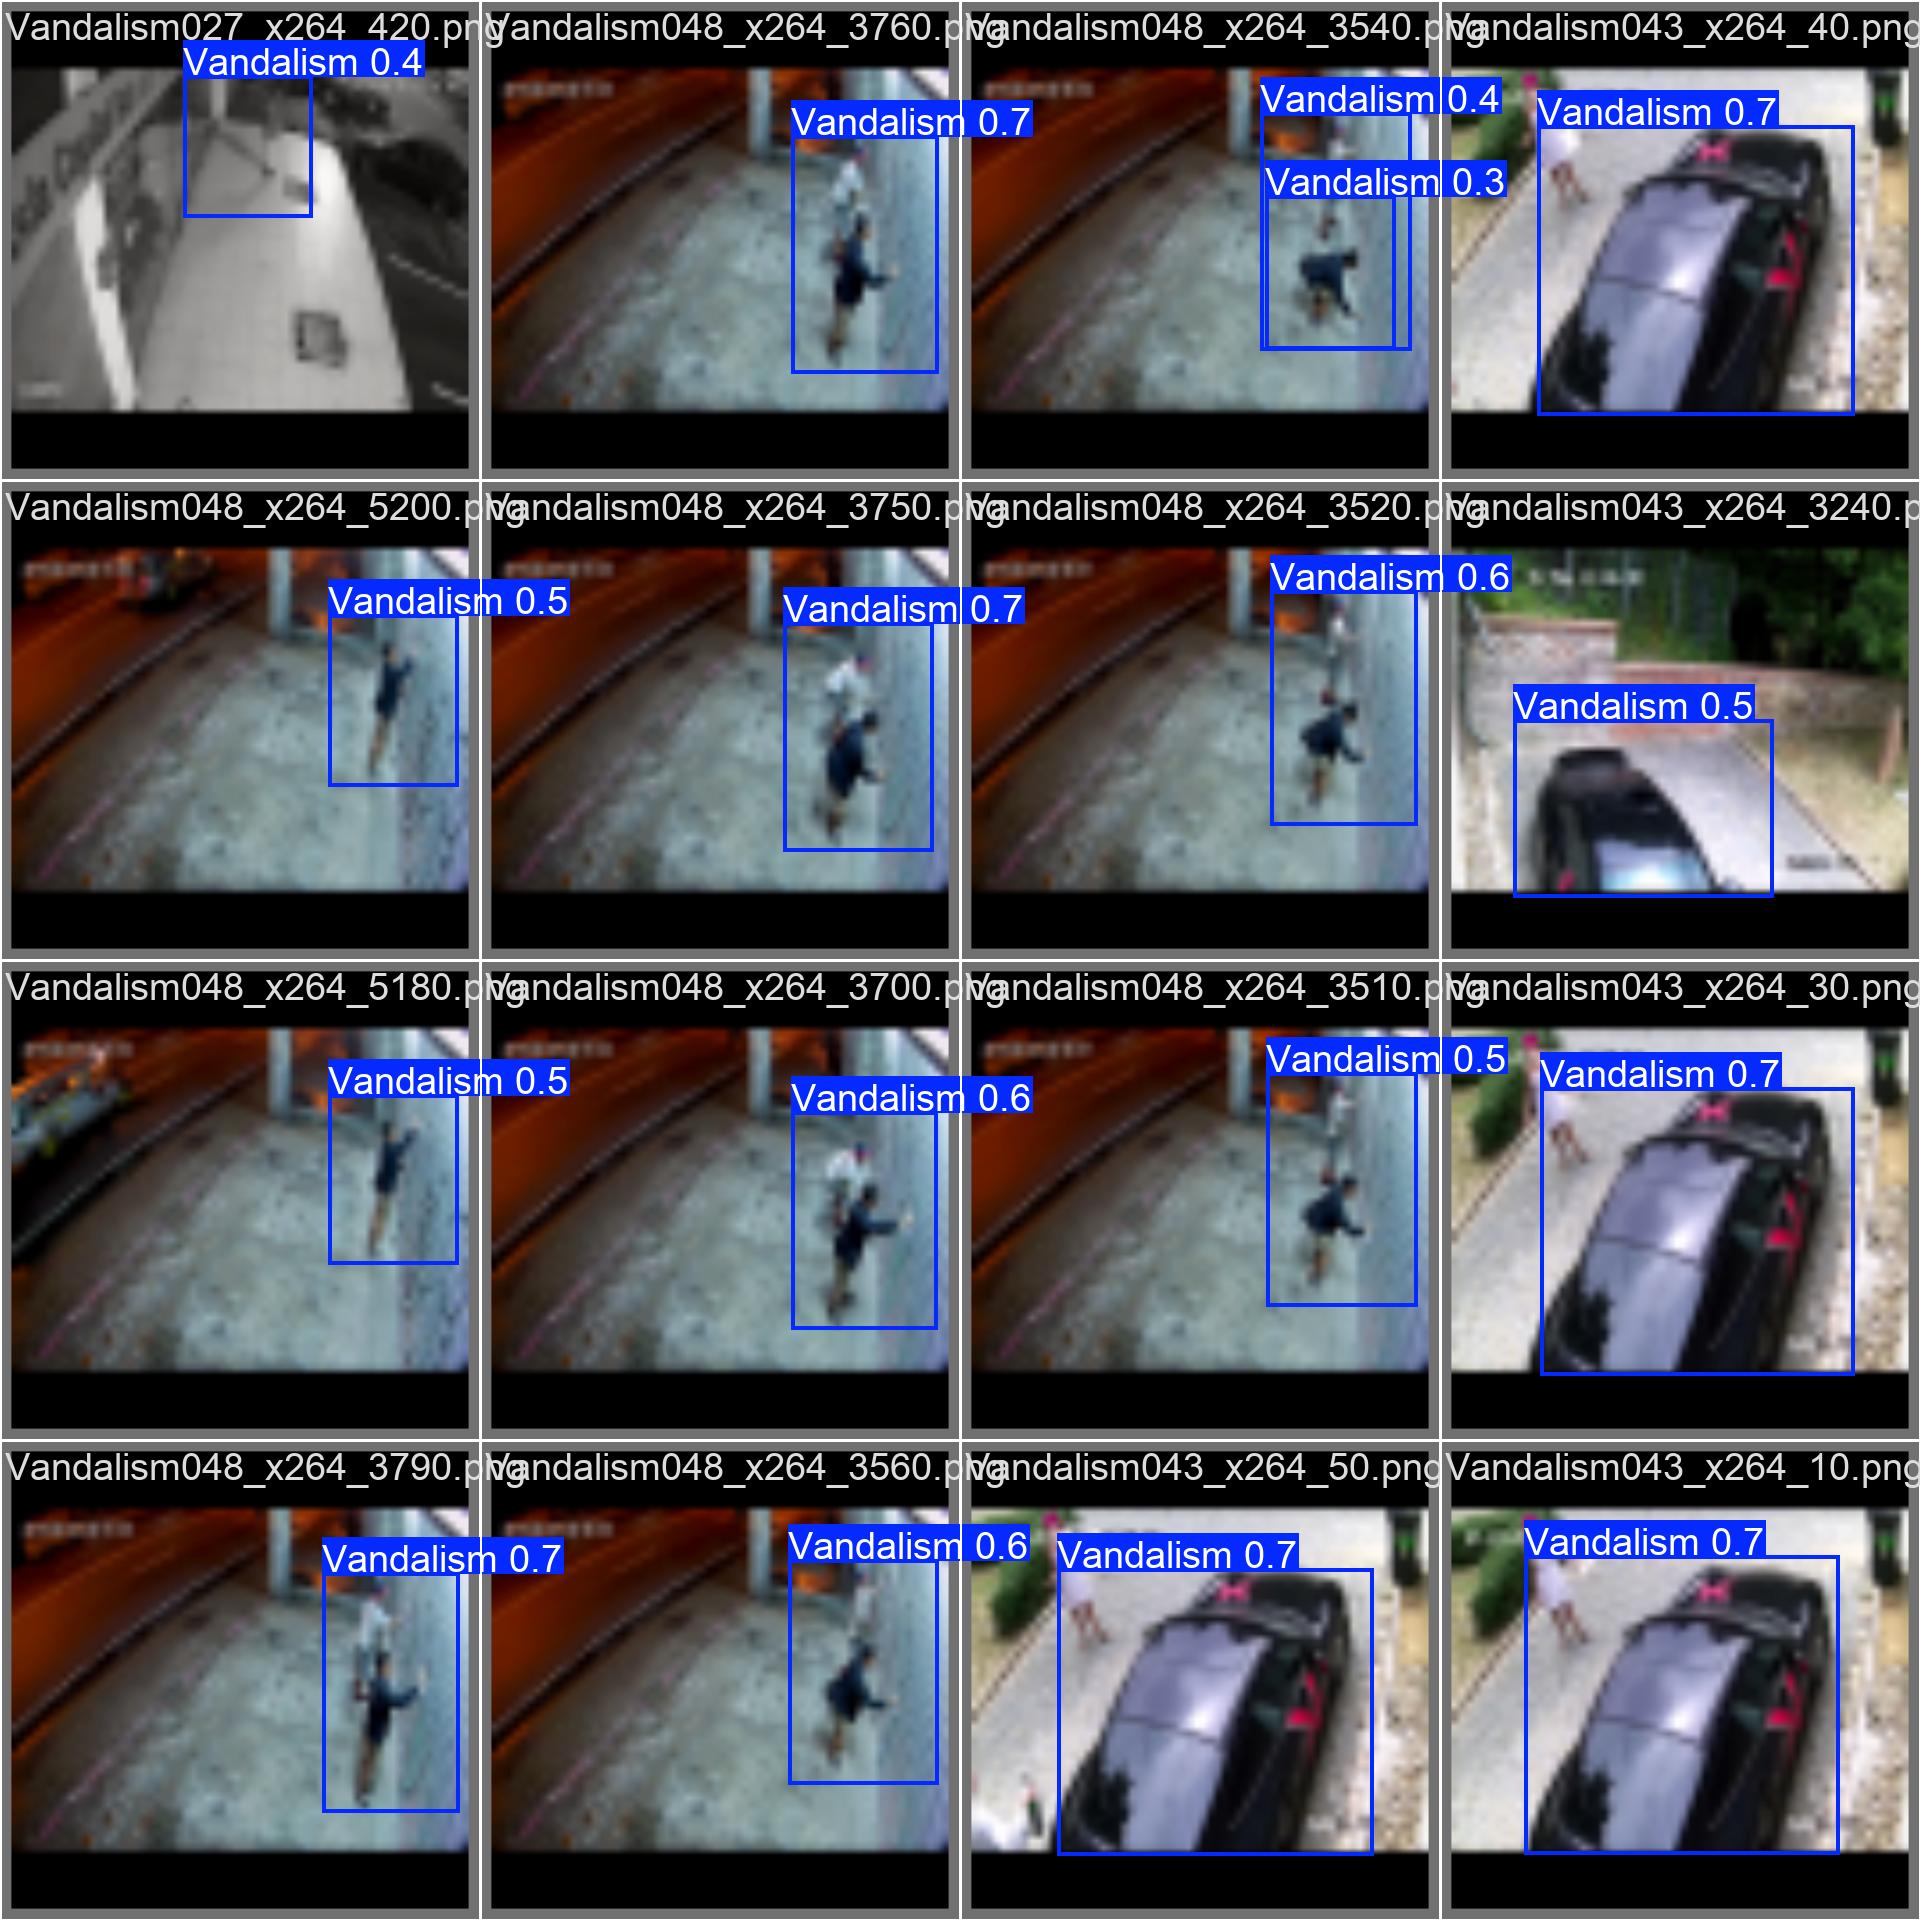 Vandalism027_x264_420.png
Vandalism 0.4
Vandalism048_x264_3760.png
Vandalism 0.7
Vandalism048_x264_3540.png
Vandalism 0.4
Vandalism 0.3
Vandalism043_x264_40.png
Vandalism 0.7
Vandalism048_x264_5200.png
Vandalism 0.5
Vandalism048_x264_3750.png
Vandalism 0.7
Vandalism048_x264_3520.png
Vandalism 0.6
Vandalism043_x264_3240.p
Vandalism 0.5
Vandalism048_x264_5180.png
Vandalism 0.5
Vandalism048_x264_3700.png
Vandalism 0.6
Vandalism048_x264_3510.png
Vandalism 0.5
Vandalism043_x264_30.png
Vandalism 0.7
Vandalism048_x264_3790.png
Vandalism 0.7
Vandalism048_x264_3560.png
Vandalism 0.6
Vandalism043_x264_50.png
Vandalism 0.7
Vandalism043_x264_10.png
Vandalism 0.7